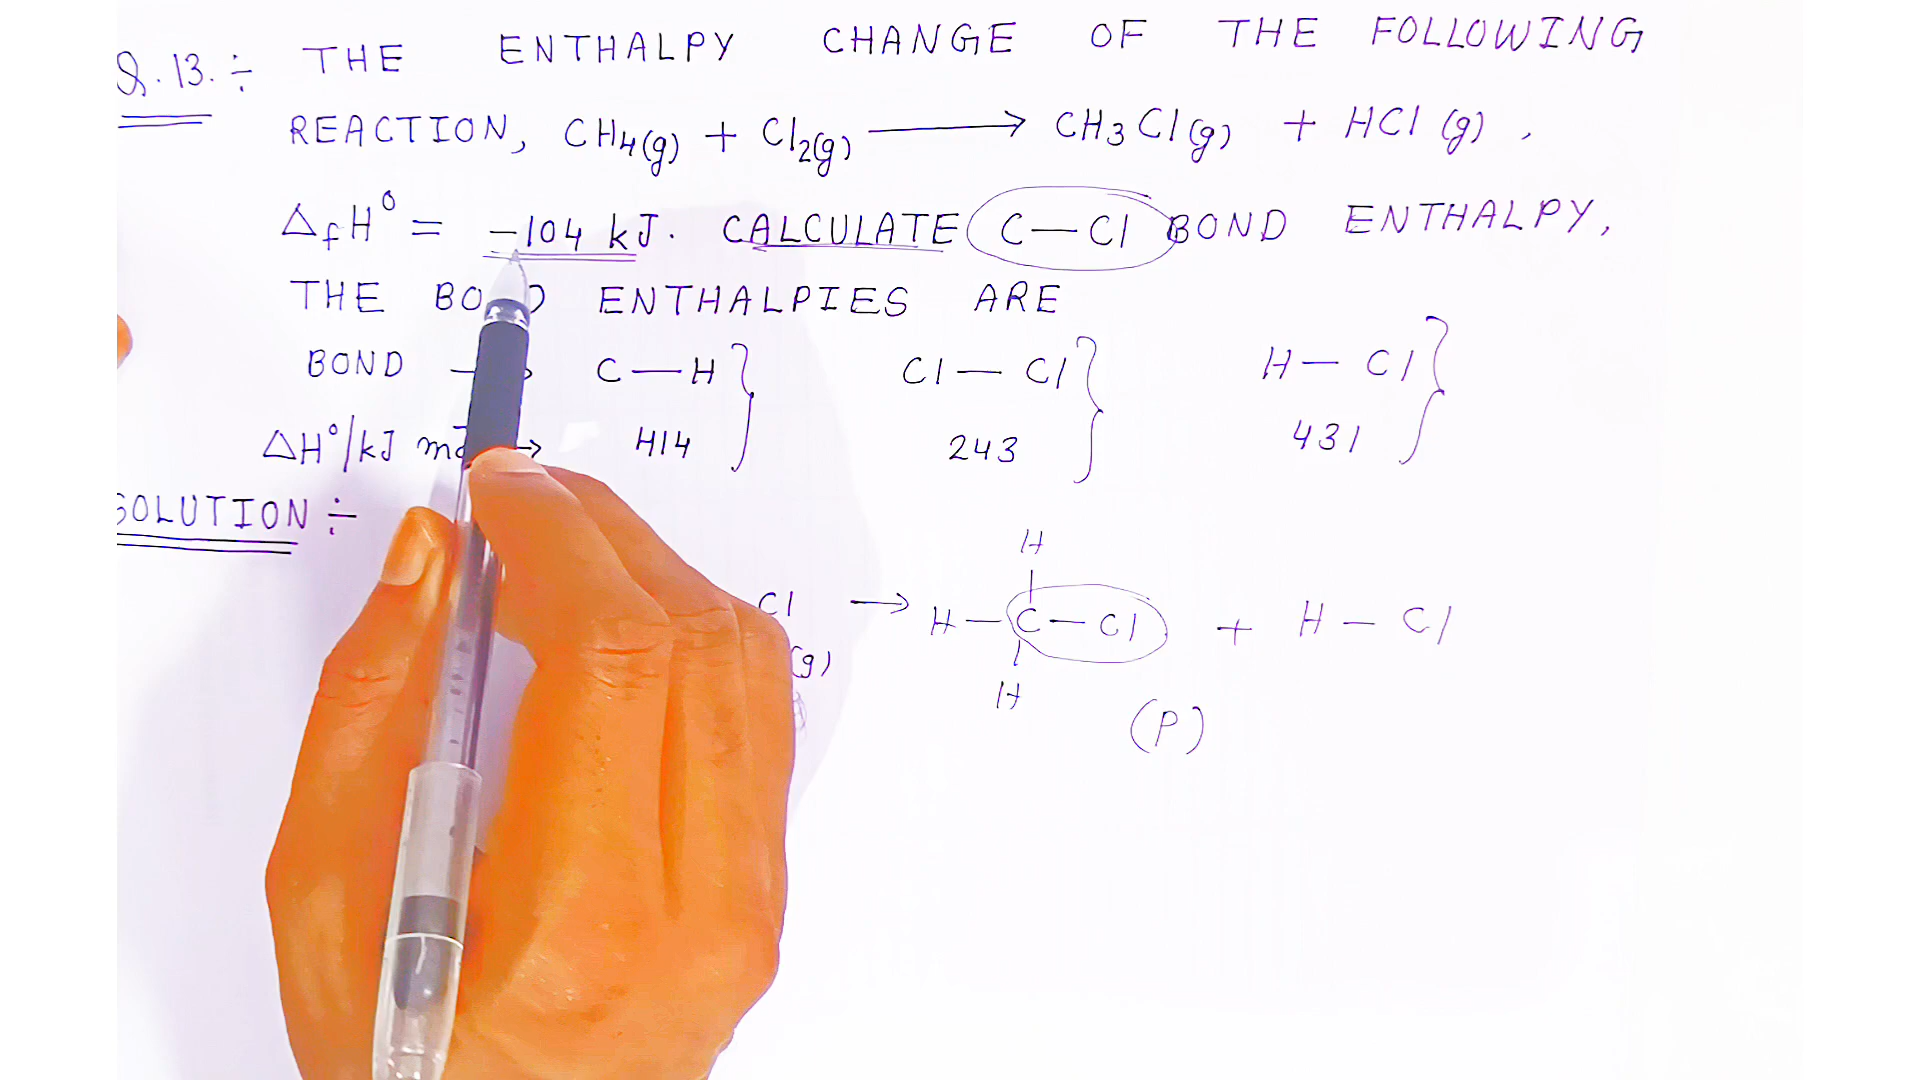 Q.13.÷ THE ENTHALPY CHANGE OF THE FOLLOWING
REACTION, CH4(g) + Cl2(g) ⟶ CH3Cl(g) + HCl (g) ,
ΔfH° = -104 kJ. CALCULATE C—Cl BOND ENTHALPY.
THE ENTHALPIES ARE
BOND → C—H } Cl—Cl } H—Cl }
ΔH°/kJ → 414 243 431
SOLUTION ÷
H
Cl → H—C—Cl + H—Cl
(g)
H
(P)